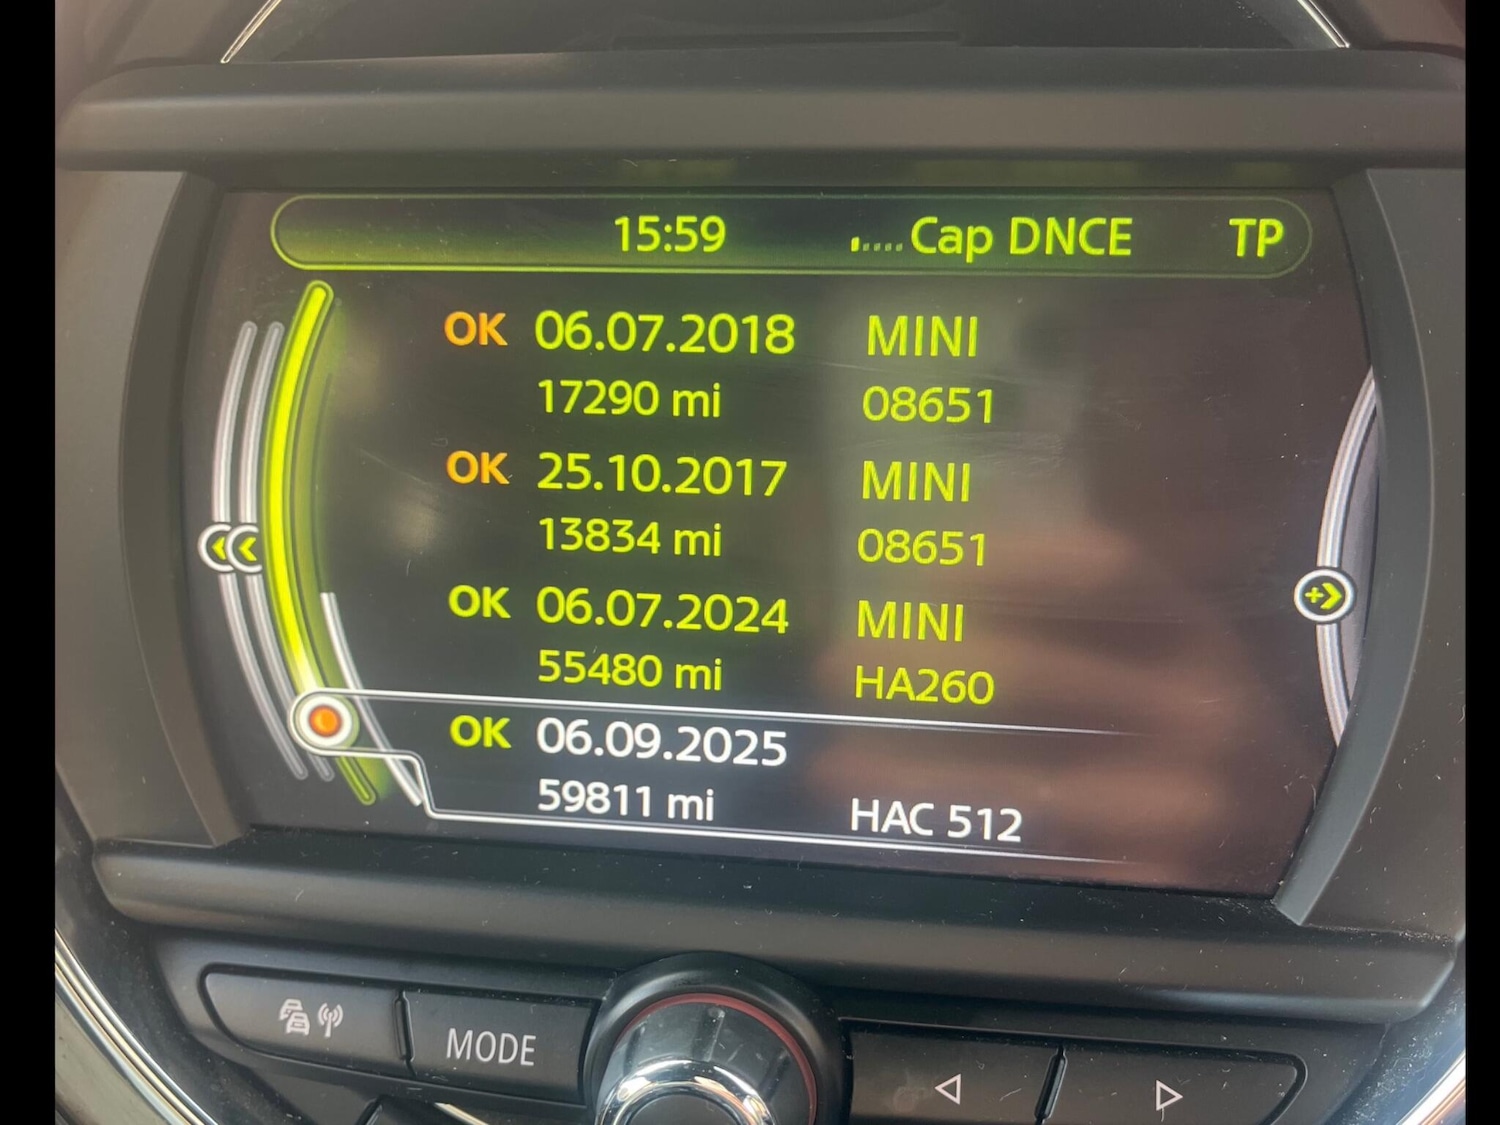 15:59 Cap DNCE TP
OK 06.07.2018 MINI
17290 mi 08651
OK 25.10.2017 MINI
13834 mi 08651
OK 06.07.2024 MINI
55480 mi HA260
OK 06.09.2025
59811 mi HAC 512
MODE